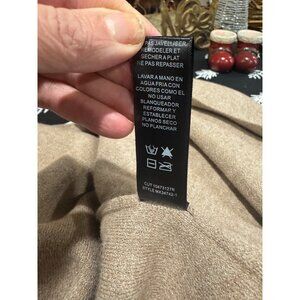 PAS JAVELLISER
REMODELER ET
SECHER A PLAT
NE PAS REPASSER
LAVAR A MANO EN
AGUA FRIA CON
COLORES COMO EL
NO USAR
BLANQUEADOR
REFORMAR Y
ESTABLECER
PLANOS SECO
NO PLANCHAR